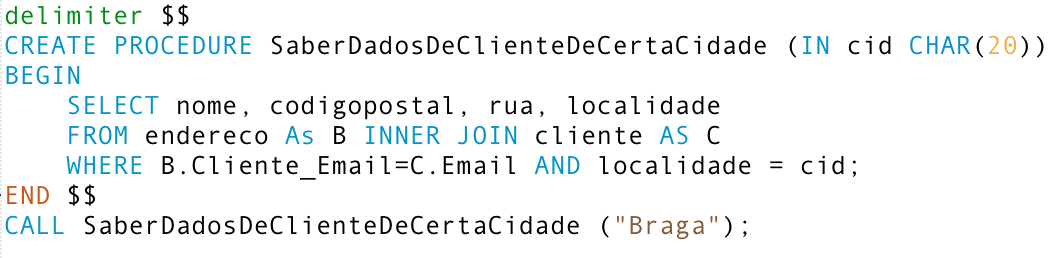 delimiter $$
CREATE PROCEDURE SaberDadosDeClienteDeCertaCidade (IN cid CHAR(20))
BEGIN
    SELECT nome, codigopostal, rua, localidade
    FROM endereco As B INNER JOIN cliente AS C
    WHERE B.Cliente_Email=C.Email AND localidade = cid;
END $$
CALL SaberDadosDeClienteDeCertaCidade ("Braga");